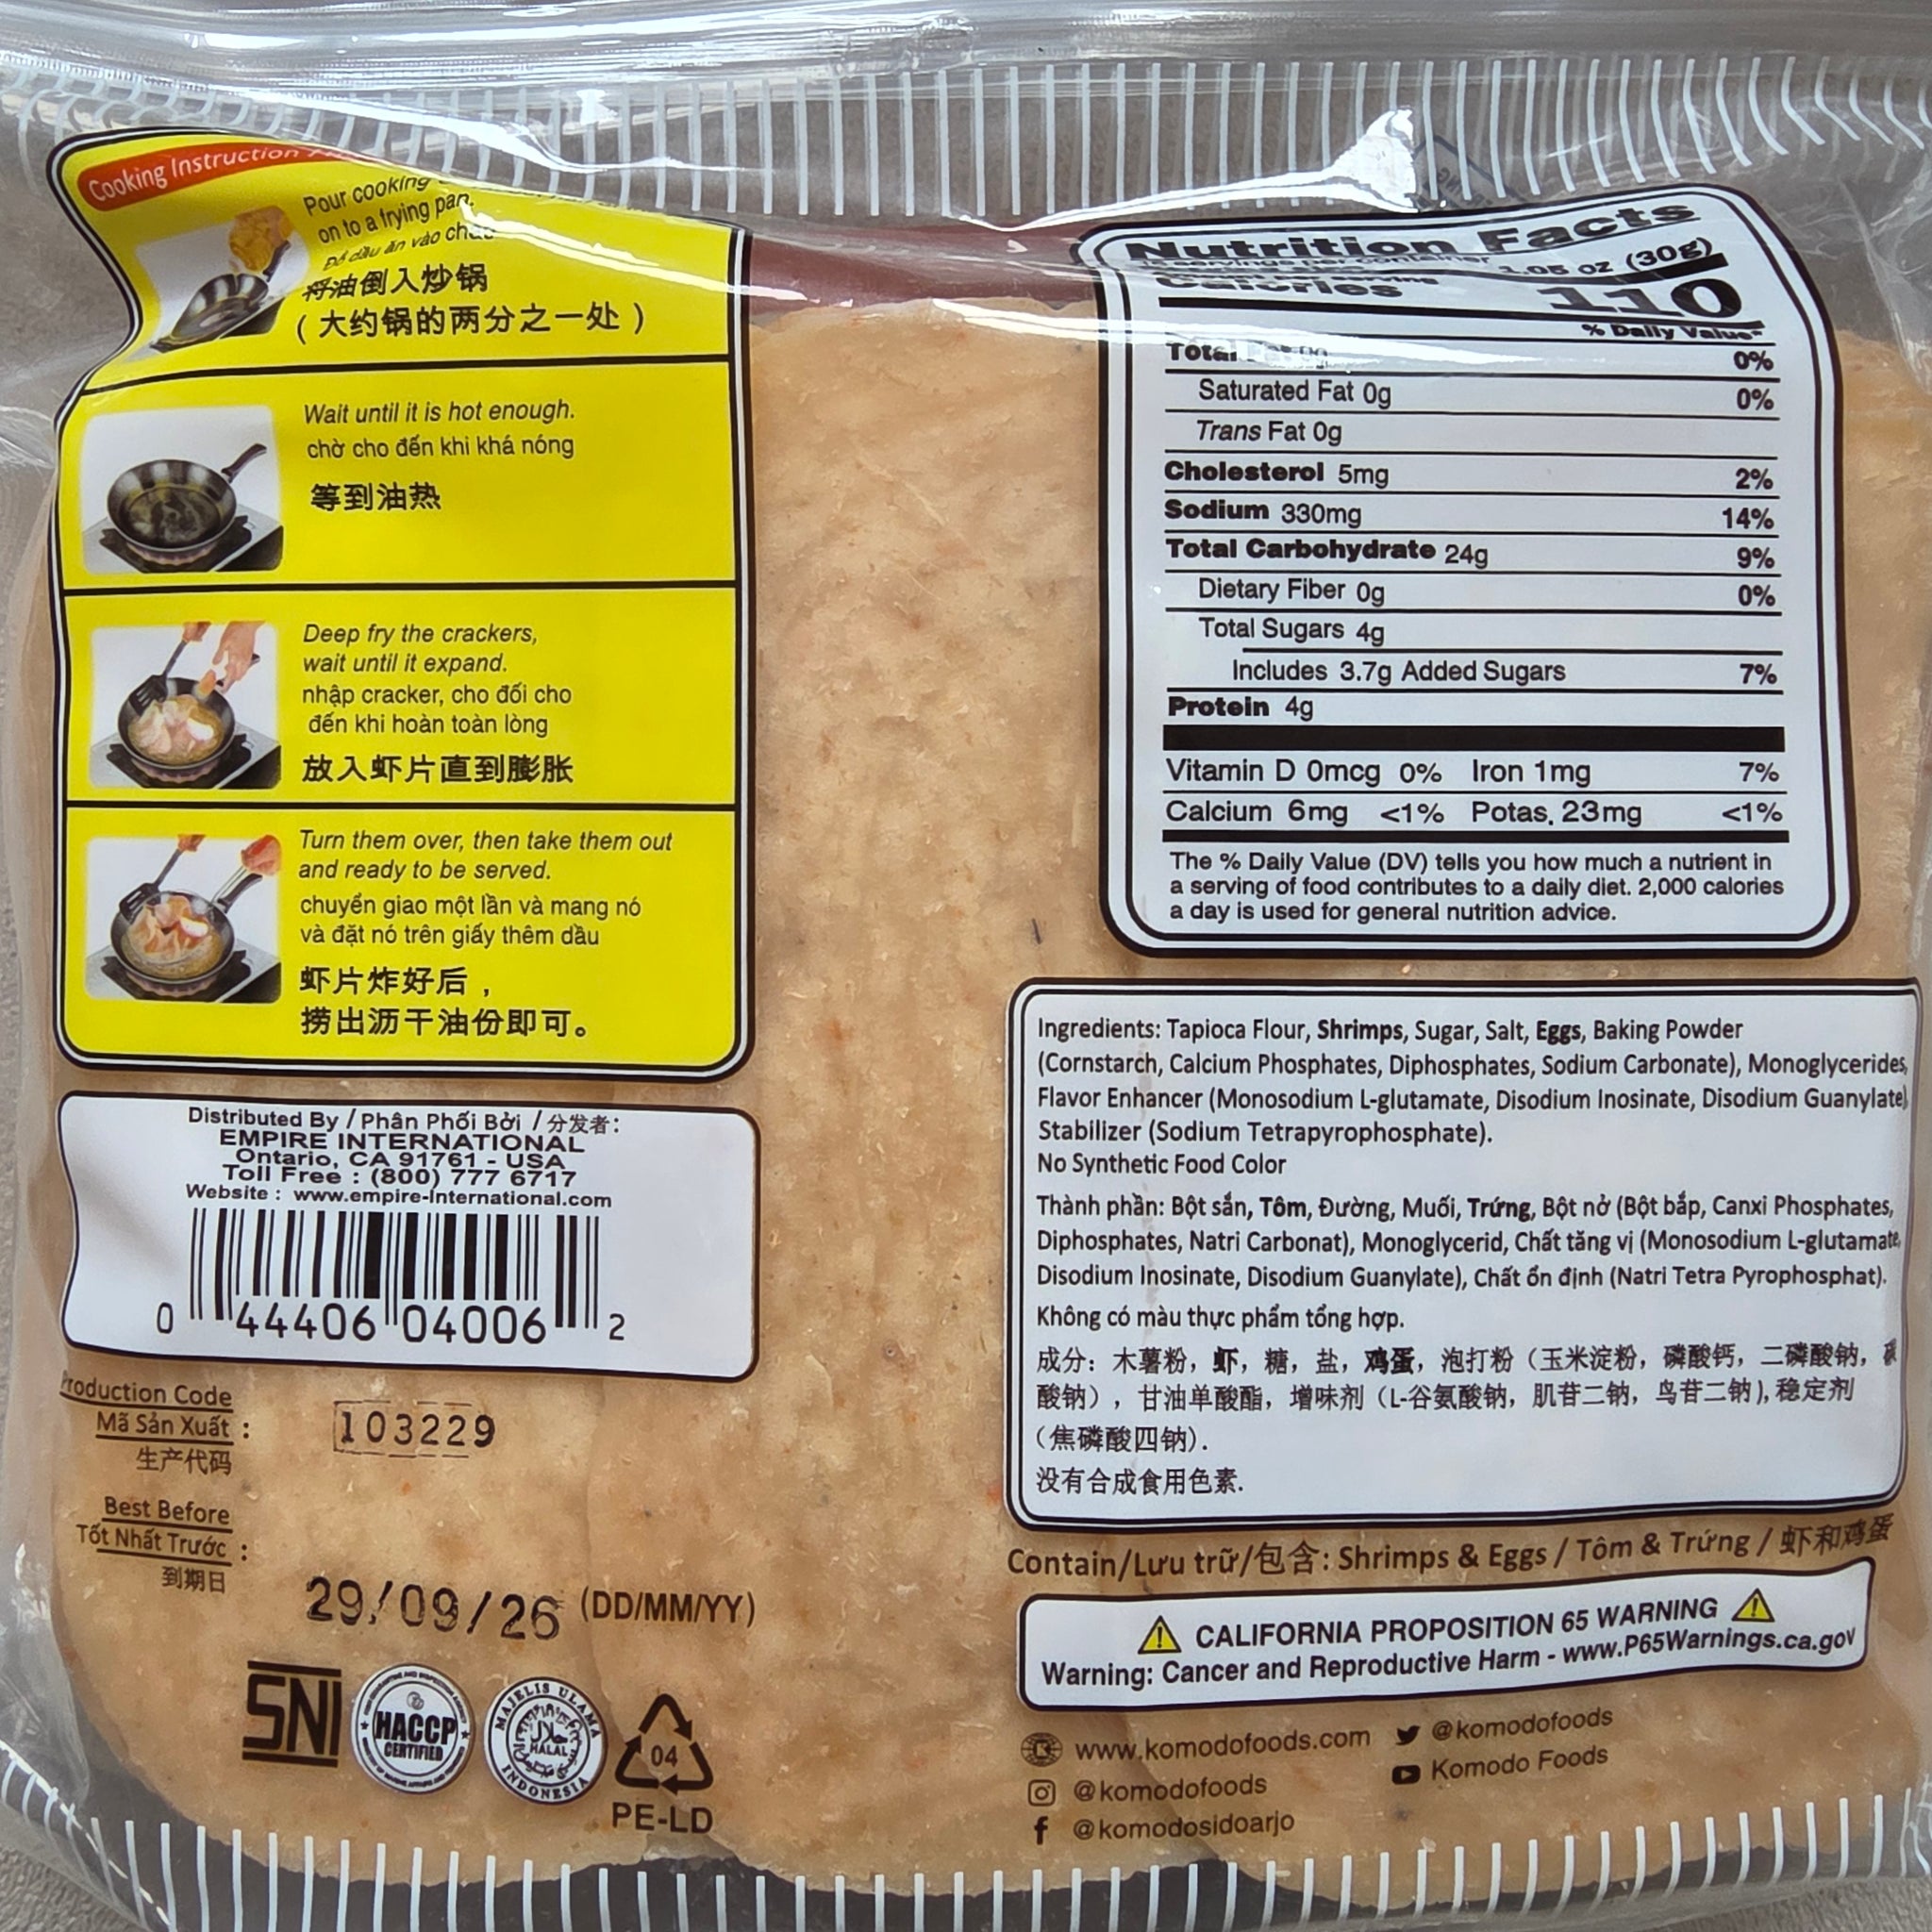 Cooking Instruction
Pour cooking
on to a frying pan.
Đổ dầu ăn vào chảo
将油倒入炒锅
(大约锅的两分之一处)
Wait until it is hot enough.
chờ cho đến khi khá nóng
等到油热
Deep fry the crackers,
wait until it expand.
nhập cracker, cho đối cho
đến khi hoàn toàn lòng
放入虾片直到膨胀
Turn them over, then take them out
and ready to be served.
chuyển giao một lần và mang nó
và đặt nó trên giấy thêm dầu
虾片炸好后，
捞出沥干油份即可。
Distributed By / Phân Phối Bởi / 分发者:
EMPIRE INTERNATIONAL
Ontario, CA 91761 - USA
Toll Free : (800) 777 6717
Website : www.empire-International.com
0 44406 04006 2
Production Code
Mã Sản Xuất :
生产代码
103229
Best Before
Tốt Nhất Trước :
到期日
29/09/26 (DD/MM/YY)
SNI
HACCP
CERTIFIED
MAJELIS ULAMA
HALAL
INDONESIA
04
PE-LD
Nutrition Facts
1.05 oz (30g)
Calories 110
% Daily Value*
Total Fat 0g 0%
Saturated Fat 0g 0%
Trans Fat 0g
Cholesterol 5mg 2%
Sodium 330mg 14%
Total Carbohydrate 24g 9%
Dietary Fiber 0g 0%
Total Sugars 4g
Includes 3.7g Added Sugars 7%
Protein 4g
Vitamin D 0mcg 0% Iron 1mg 7%
Calcium 6mg <1% Potas. 23mg <1%
The % Daily Value (DV) tells you how much a nutrient in
a serving of food contributes to a daily diet. 2,000 calories
a day is used for general nutrition advice.
Ingredients: Tapioca Flour, Shrimps, Sugar, Salt, Eggs, Baking Powder
(Cornstarch, Calcium Phosphates, Diphosphates, Sodium Carbonate), Monoglycerides,
Flavor Enhancer (Monosodium L-glutamate, Disodium Inosinate, Disodium Guanylate)
Stabilizer (Sodium Tetrapyrophosphate).
No Synthetic Food Color
Thành phần: Bột sắn, Tôm, Đường, Muối, Trứng, Bột nở (Bột bắp, Canxi Phosphates,
Diphosphates, Natri Carbonat), Monoglycerid, Chất tăng vị (Monosodium L-glutamate,
Disodium Inosinate, Disodium Guanylate), Chất ổn định (Natri Tetra Pyrophosphat).
Không có màu thực phẩm tổng hợp.
成分：木薯粉，虾，糖，盐，鸡蛋，泡打粉（玉米淀粉，磷酸钙，二磷酸钠，碳
酸钠），甘油单酸酯，增味剂（L-谷氨酸钠，肌苷二钠，鸟苷二钠), 稳定剂
（焦磷酸四钠).
没有合成食用色素.
Contain/Lưu trữ/包含: Shrimps & Eggs / Tôm & Trứng / 虾和鸡蛋
CALIFORNIA PROPOSITION 65 WARNING
Warning: Cancer and Reproductive Harm - www.P65Warnings.ca.gov
www.komodofoods.com @komodofoods
@komodofoods Komodo Foods
@komodosidoarjo